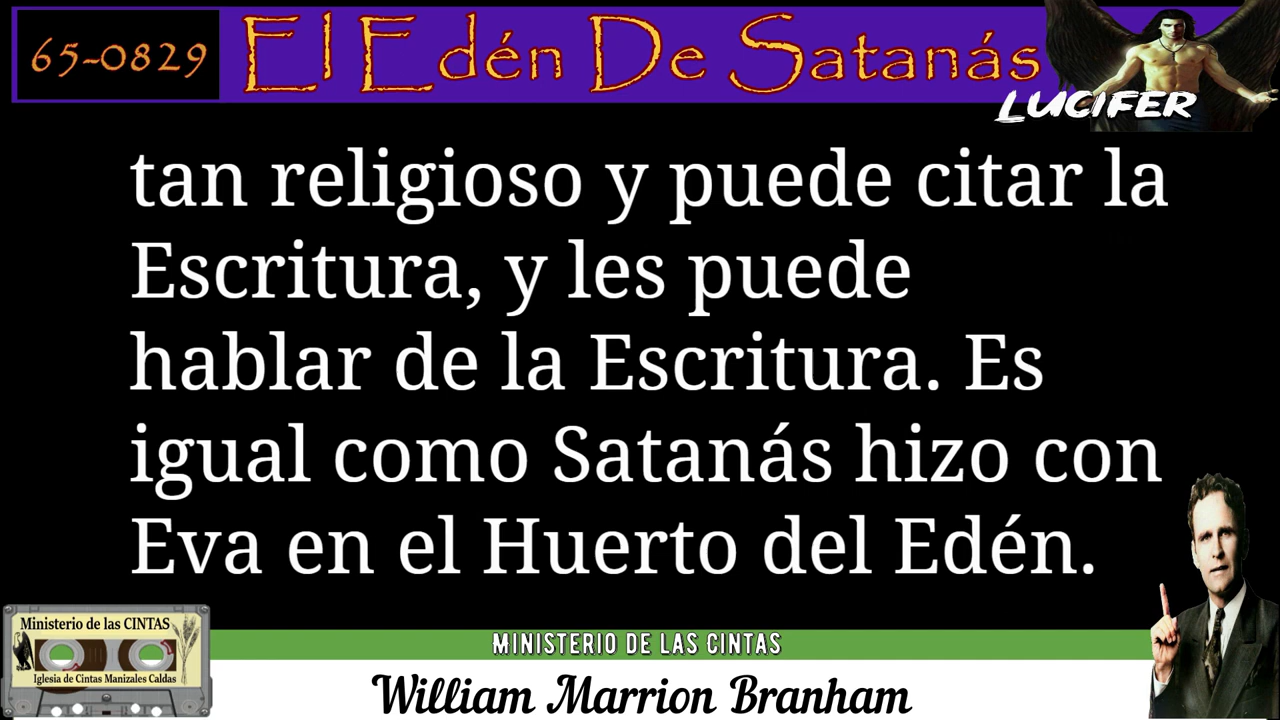 65-0829
El Edén De Satanás
LUCIFER
tan religioso y puede citar la
Escritura, y les puede
hablar de la Escritura. Es
igual como Satanás hizo con
Eva en el Huerto del Edén.
Ministerio de las CINTAS
Iglesia de Cintas Manizales Caldas
MINISTERIO DE LAS CINTAS
William Marrion Branham